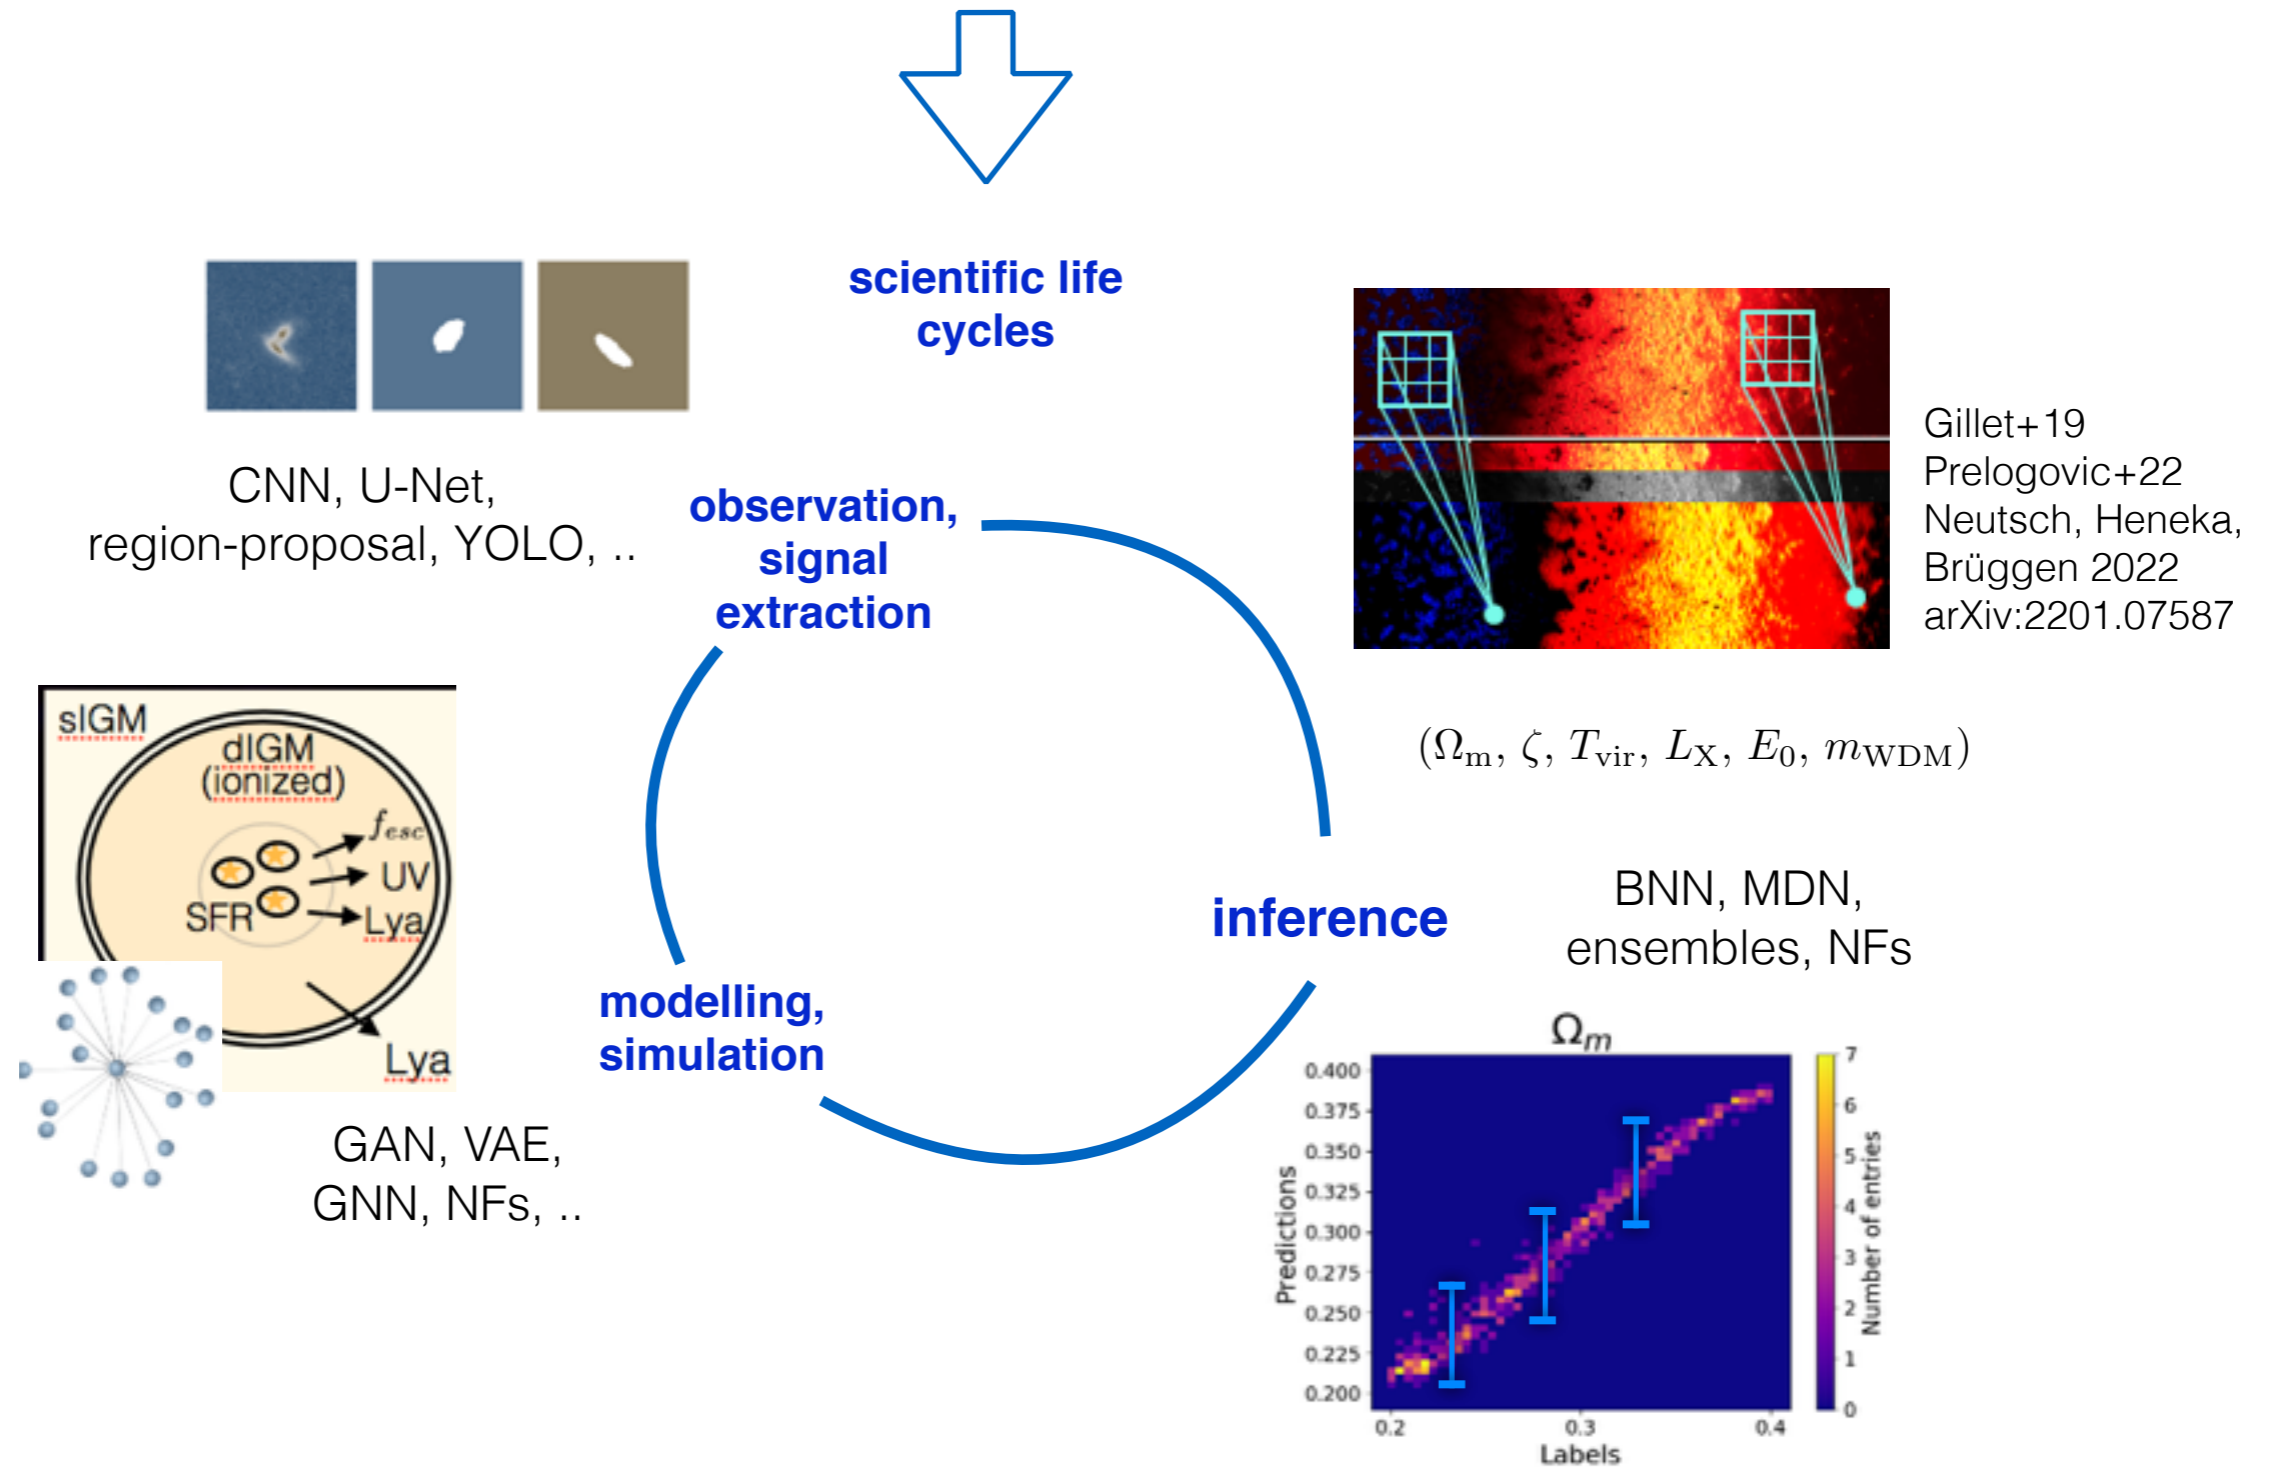 scientific life
cycles
CNN, U-Net,
region-proposal, YOLO, ..
observation,
signal
extraction
Gillet+19
Prelogovic+22
Neutsch, Heneka,
Brüggen 2022
arXiv:2201.07587
(Ωm, ζ, Tvir, LX, E0, mWDM)
sIGM
dIGM
(ionized)
fesc
UV
SFR
Lya
Lya
modelling,
simulation
GAN, VAE,
GNN, NFs, ..
inference
BNN, MDN,
ensembles, NFs
Ωm
Predictions
0.400
0.375
0.350
0.325
0.300
0.275
0.250
0.225
0.200
0.2
0.3
0.4
Labels
7
6
5
4
3
2
1
0
Number of entries